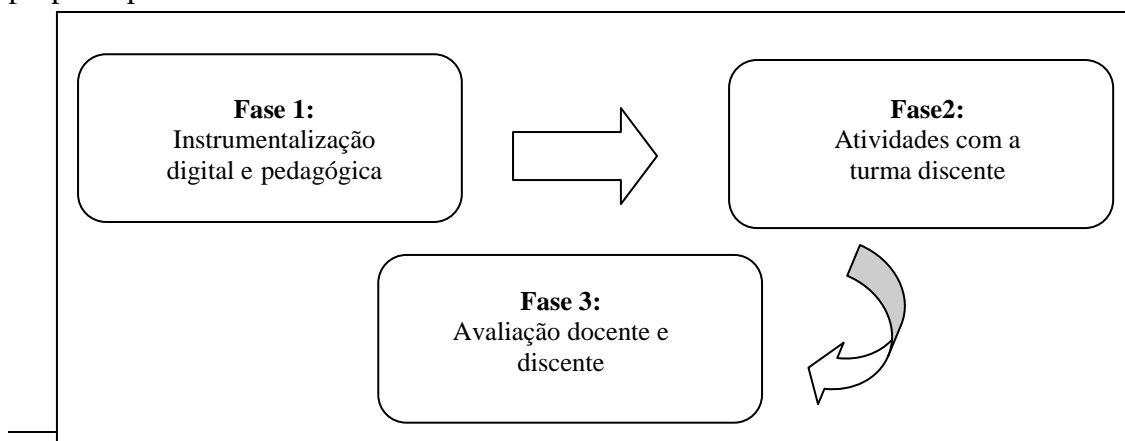 Fase 1:
Instrumentalização
digital e pedagógica
Fase2:
Atividades com a
turma discente
Fase 3:
Avaliação docente e
discente